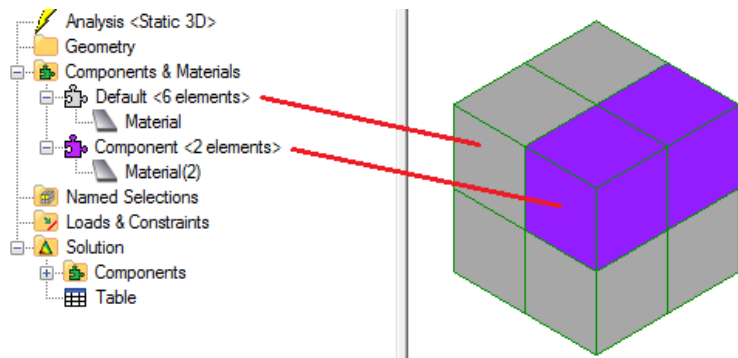 Analysis <Static 3D>
Geometry
Components & Materials
Default <6 elements>
Material
Component <2 elements>
Material(2)
Named Selections
Loads & Constraints
Solution
Components
Table